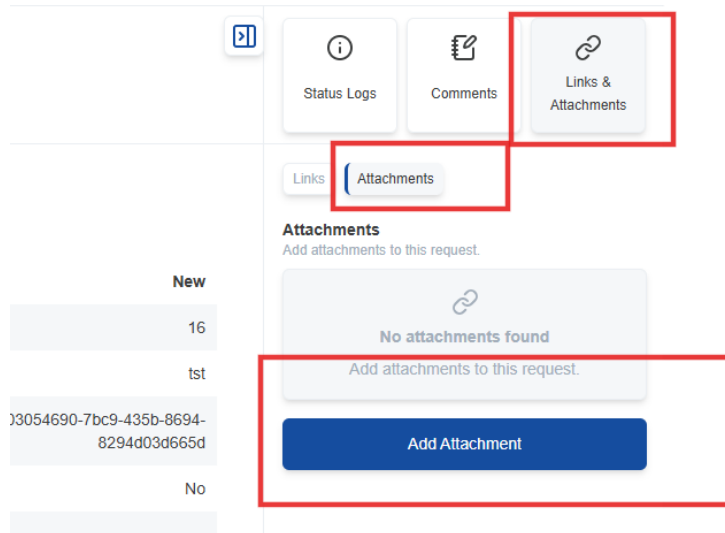 Status Logs
Comments
Links &
Attachments
Links
Attachments
Attachments
Add attachments to this request.
No attachments found
Add attachments to this request.
Add Attachment
New
16
tst
03054690-7bc9-435b-8694-
8294d03d665d
No